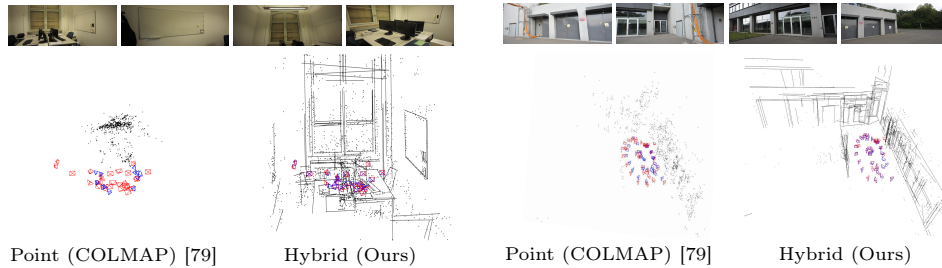 Point (COLMAP) [79]
Hybrid (Ours)
Point (COLMAP) [79]
Hybrid (Ours)